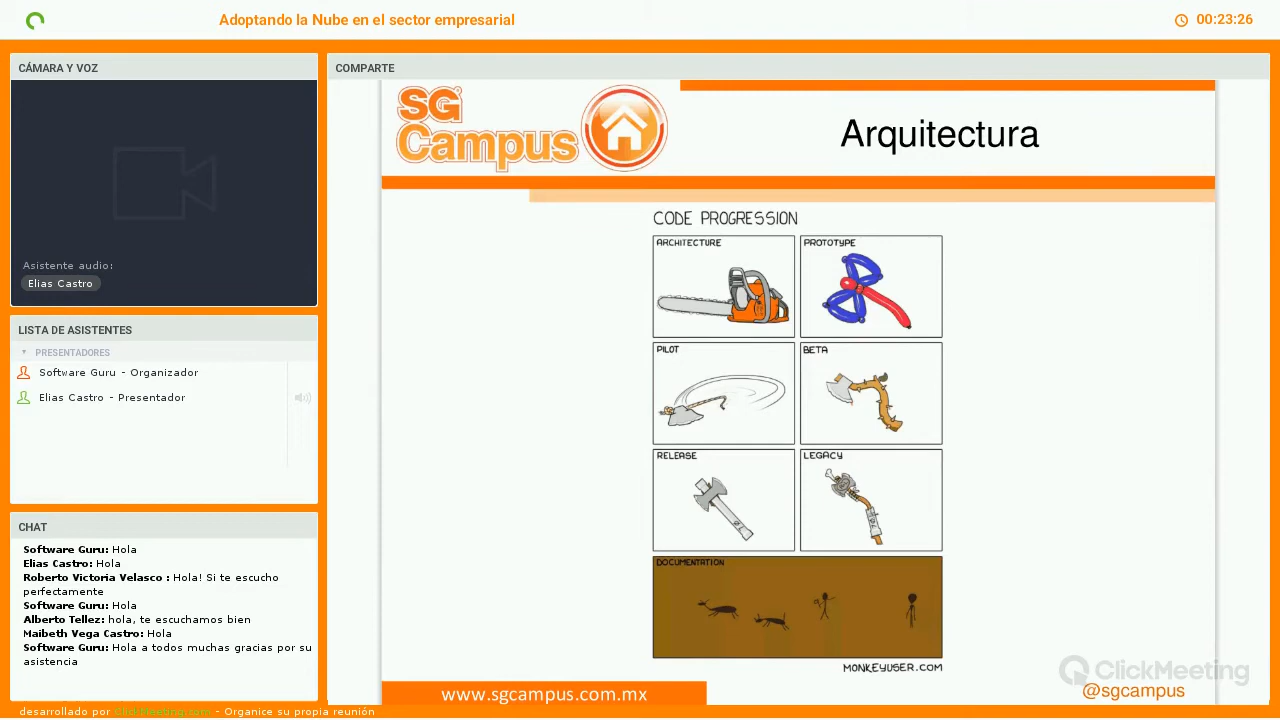 Adoptando la Nube en el sector empresarial
00:23:26
CÁMARA Y VOZ
Asistente audio:
Elias Castro
LISTA DE ASISTENTES
PRESENTADORES
Software Guru - Organizador
Elias Castro - Presentador
CHAT
Software Guru: Hola
Elias Castro: Hola
Roberto Victoria Velasco : Hola! Si te escucho
perfectamente
Software Guru: Hola
Alberto Tellez: hola, te escuchamos bien
Maibeth Vega Castro: Hola
Software Guru: Hola a todos muchas gracias por su
asistencia
desarrollado por ClickMeeting.com - Organice su propia reunión
COMPARTE
SG
Campus
Arquitectura
CODE PROGRESSION
ARCHITECTURE
PROTOTYPE
PILOT
BETA
RELEASE
LEGACY
DOCUMENTATION
MONKEYUSER.COM
ClickMeeting
www.sgcampus.com.mx
@sgcampus